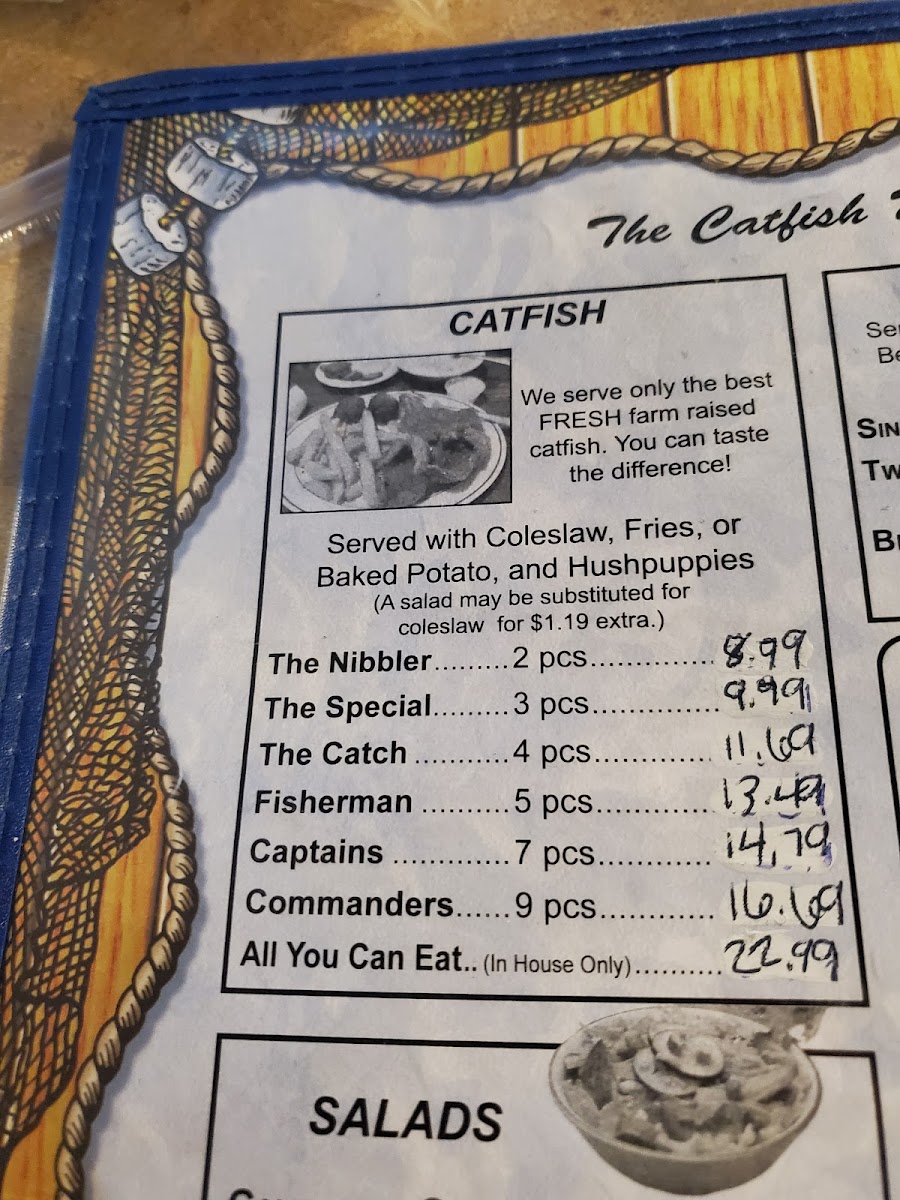 The Catfish
CATFISH
We serve only the best
FRESH farm raised
catfish. You can taste
the difference!
Served with Coleslaw, Fries, or
Baked Potato, and Hushpuppies
(A salad may be substituted for
coleslaw for $1.19 extra.)
The Nibbler.........2 pcs.............. 8.99
The Special.........3 pcs.............. 9.99
The Catch ...........4 pcs............. 11.69
Fisherman ..........5 pcs............. 13.49
Captains .............7 pcs............. 14.79
Commanders......9 pcs............. 16.69
All You Can Eat.. (In House Only).......... 22.99
SALADS